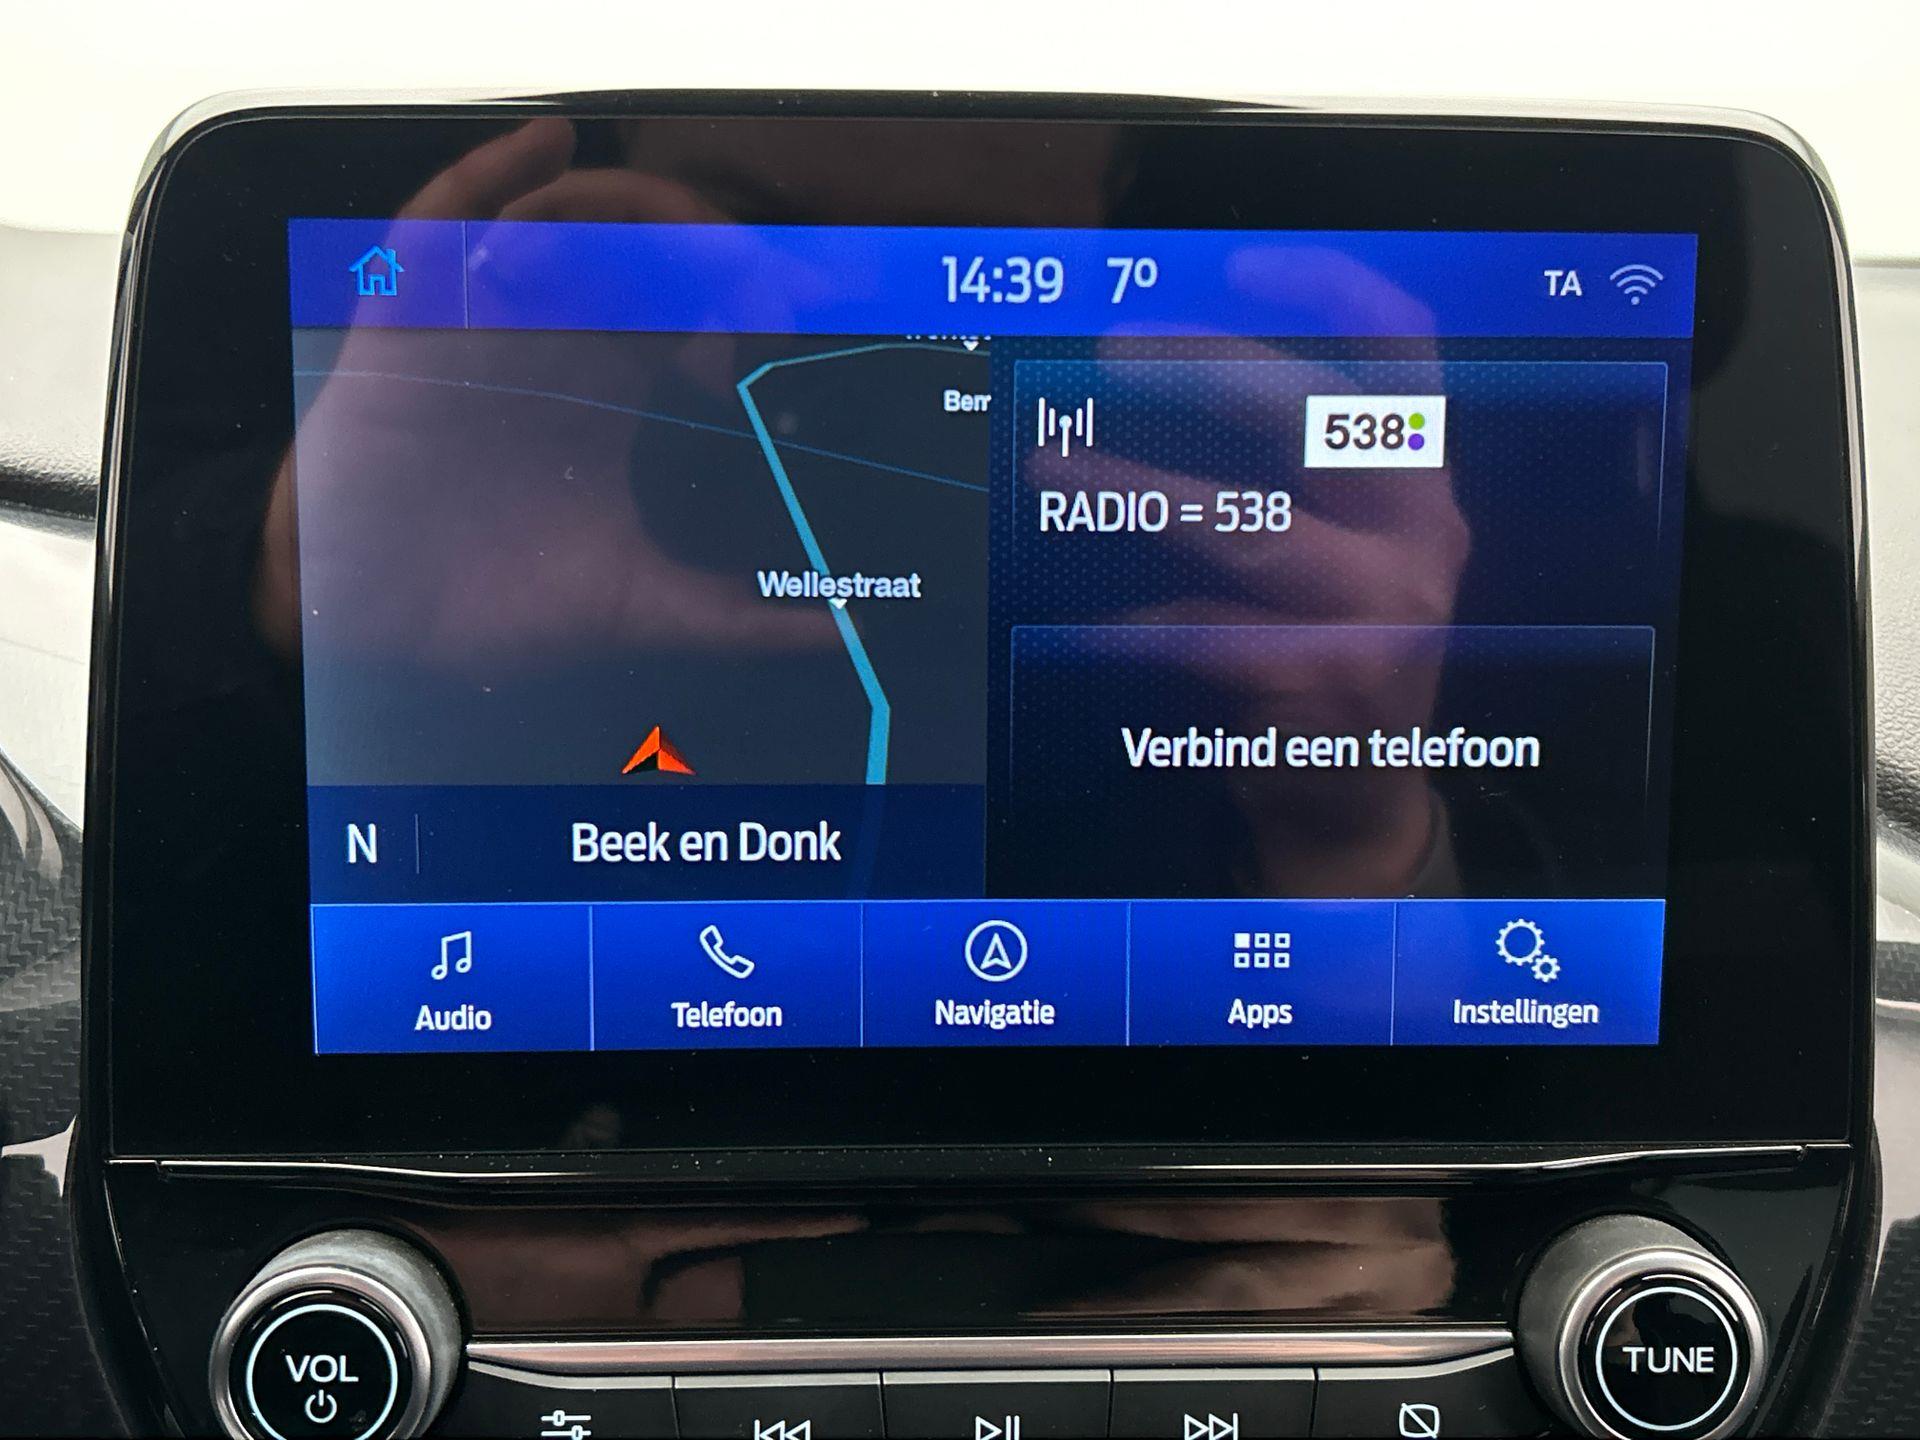 14:39 7º
TA
538
RADIO = 538
Wellestraat
Verbind een telefoon
N
Beek en Donk
Audio
Telefoon
Navigatie
Apps
Instellingen
VOL
TUNE